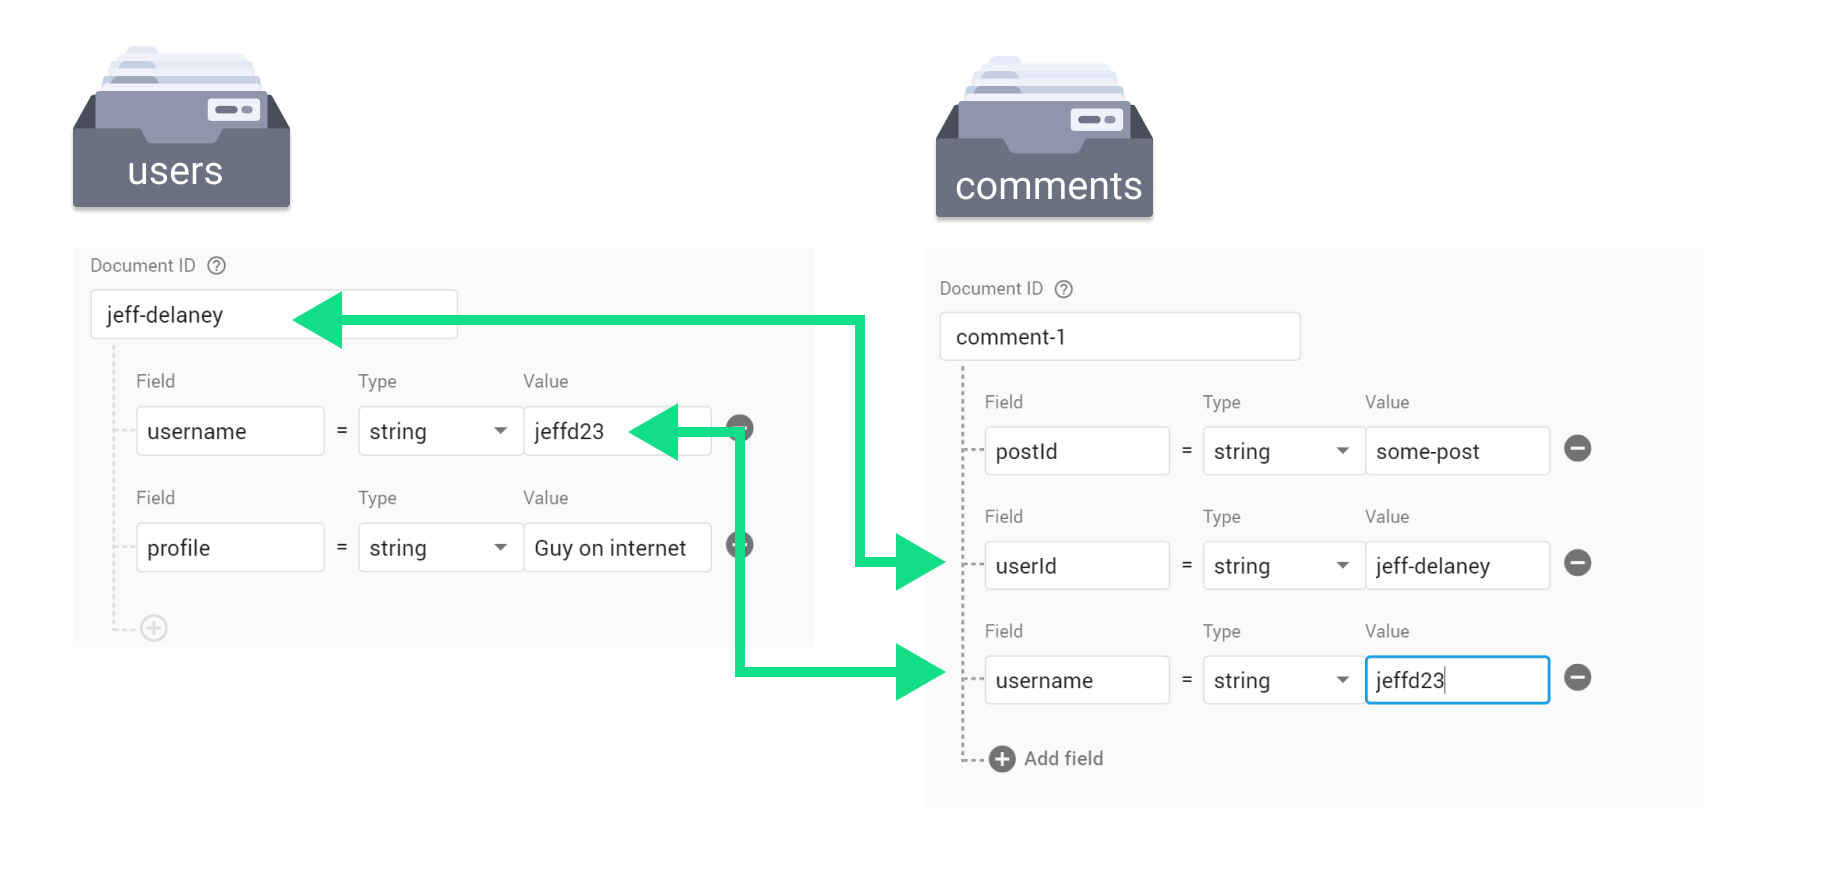 users
Document ID ?
jeff-delaney
Field Type Value
username = string jeffd23
Field Type Value
profile = string Guy on internet
comments
Document ID ?
comment-1
Field Type Value
postId = string some-post
Field Type Value
userId = string jeff-delaney
Field Type Value
username = string jeffd23
Add field